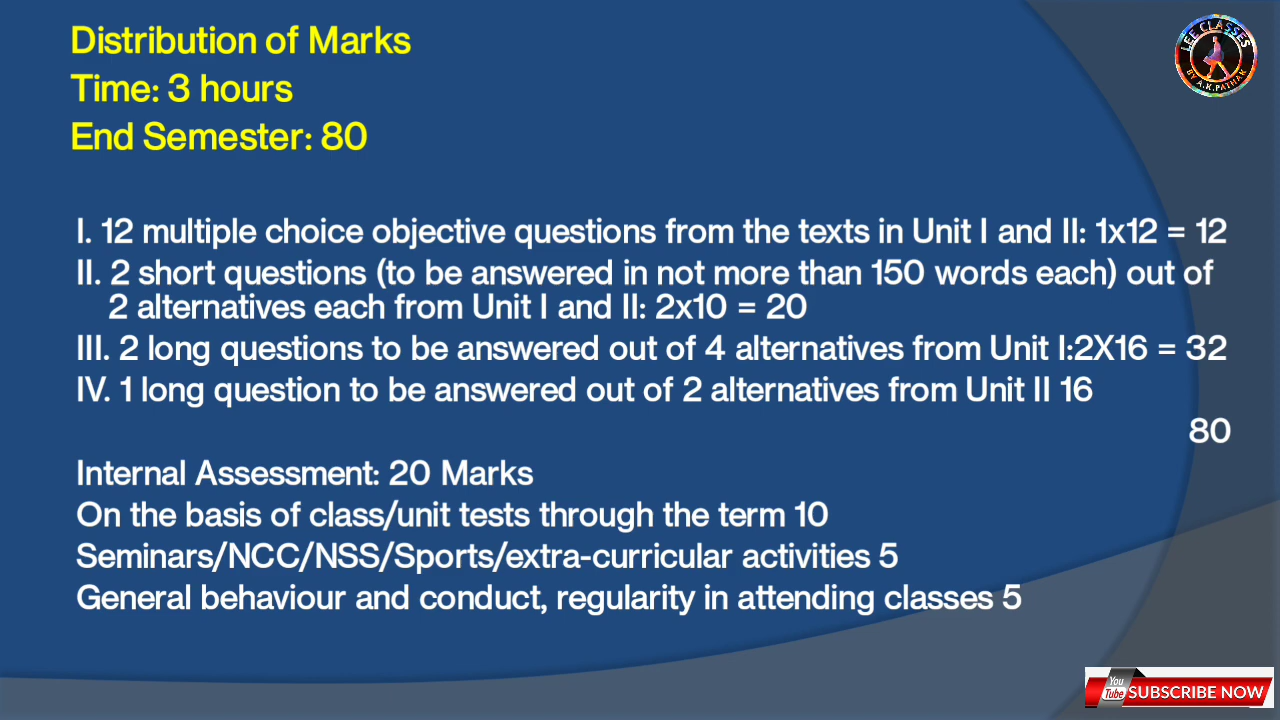 Distribution of Marks
Time: 3 hours
End Semester: 80
LEE CLASSES
BY A.K.PATHAK
I. 12 multiple choice objective questions from the texts in Unit I and II: 1x12 = 12
II. 2 short questions (to be answered in not more than 150 words each) out of
2 alternatives each from Unit I and II: 2x10 = 20
III. 2 long questions to be answered out of 4 alternatives from Unit I:2X16 = 32
IV. 1 long question to be answered out of 2 alternatives from Unit II 16
80
Internal Assessment: 20 Marks
On the basis of class/unit tests through the term 10
Seminars/NCC/NSS/Sports/extra-curricular activities 5
General behaviour and conduct, regularity in attending classes 5
You
Tube
SUBSCRIBE NOW